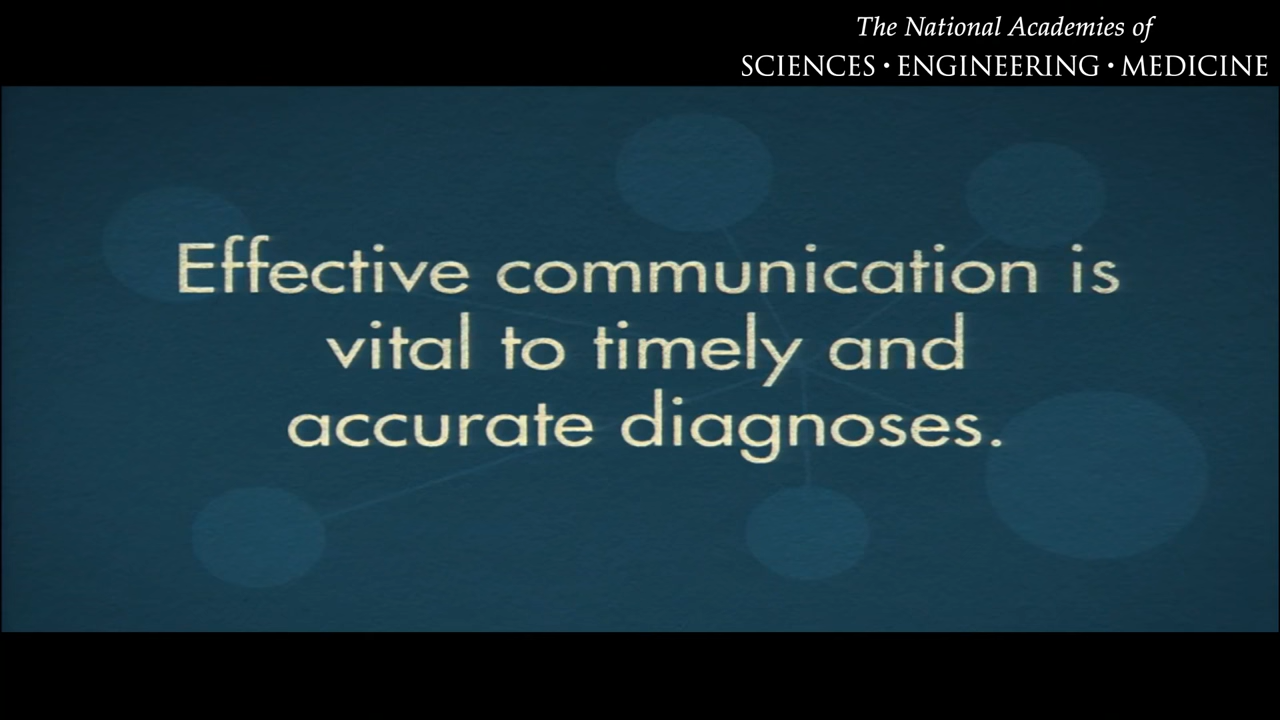 The National Academies of
SCIENCES • ENGINEERING • MEDICINE
Effective communication is
vital to timely and
accurate diagnoses.